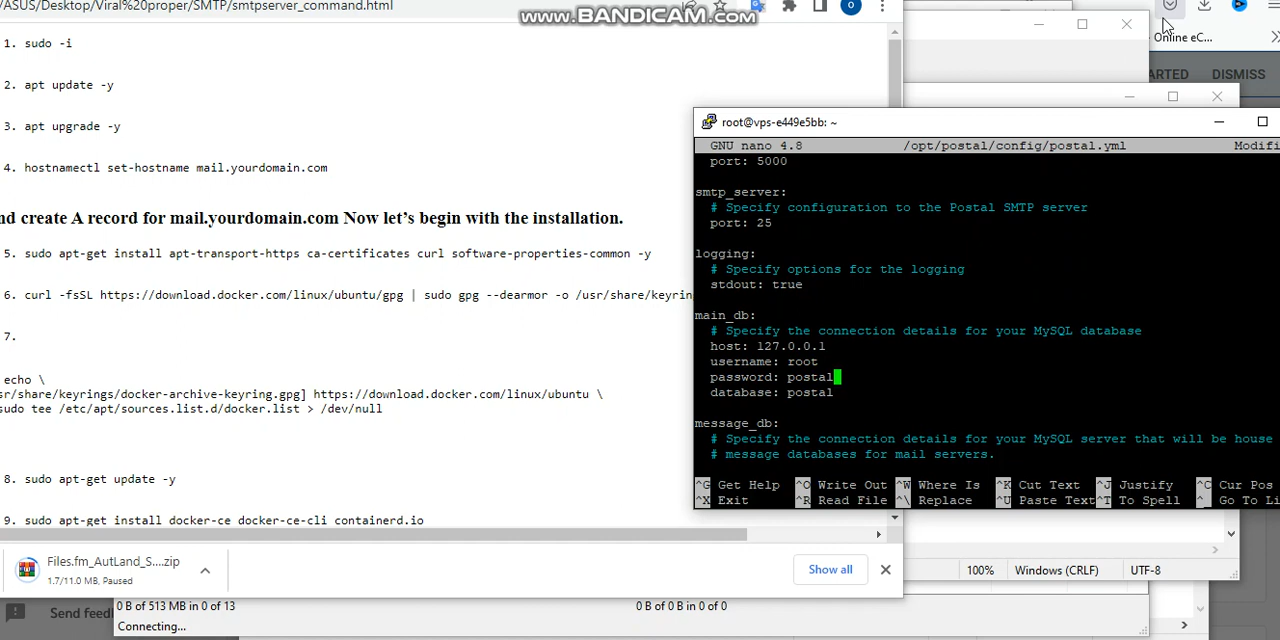 /ASUS/Desktop/Viral%20proper/SMTP/smtpserver_command.html
www.BANDICAM.com
O
Online eC...
1. sudo -i
2. apt update -y
3. apt upgrade -y
4. hostnamectl set-hostname mail.yourdomain.com
nd create A record for mail.yourdomain.com Now let's begin with the installation.
5. sudo apt-get install apt-transport-https ca-certificates curl software-properties-common -y
6. curl -fsSL https://download.docker.com/linux/ubuntu/gpg | sudo gpg --dearmor -o /usr/share/keyrin
7.
echo \
sr/share/keyrings/docker-archive-keyring.gpg] https://download.docker.com/linux/ubuntu \
sudo tee /etc/apt/sources.list.d/docker.list > /dev/null
8. sudo apt-get update -y
9. sudo apt-get install docker-ce docker-ce-cli containerd.io
ARTED DISMISS
root@vps-e449e5bb: ~
GNU nano 4.8 /opt/postal/config/postal.yml Modifi
port: 5000
smtp_server:
# Specify configuration to the Postal SMTP server
port: 25
logging:
# Specify options for the logging
stdout: true
main_db:
# Specify the connection details for your MySQL database
host: 127.0.0.1
username: root
password: postal
database: postal
message_db:
# Specify the connection details for your MySQL server that will be house
# message databases for mail servers.
^G Get Help ^O Write Out ^W Where Is ^K Cut Text ^J Justify ^C Cur Pos
^X Exit ^R Read File ^\ Replace ^U Paste Text ^T To Spell ^_ Go To Li
Files.fm_AutLand_S....zip
1.7/11.0 MB, Paused
Show all
100% Windows (CRLF) UTF-8
Send feed
0 B of 513 MB in 0 of 13 0 B of 0 B in 0 of 0
Connecting...